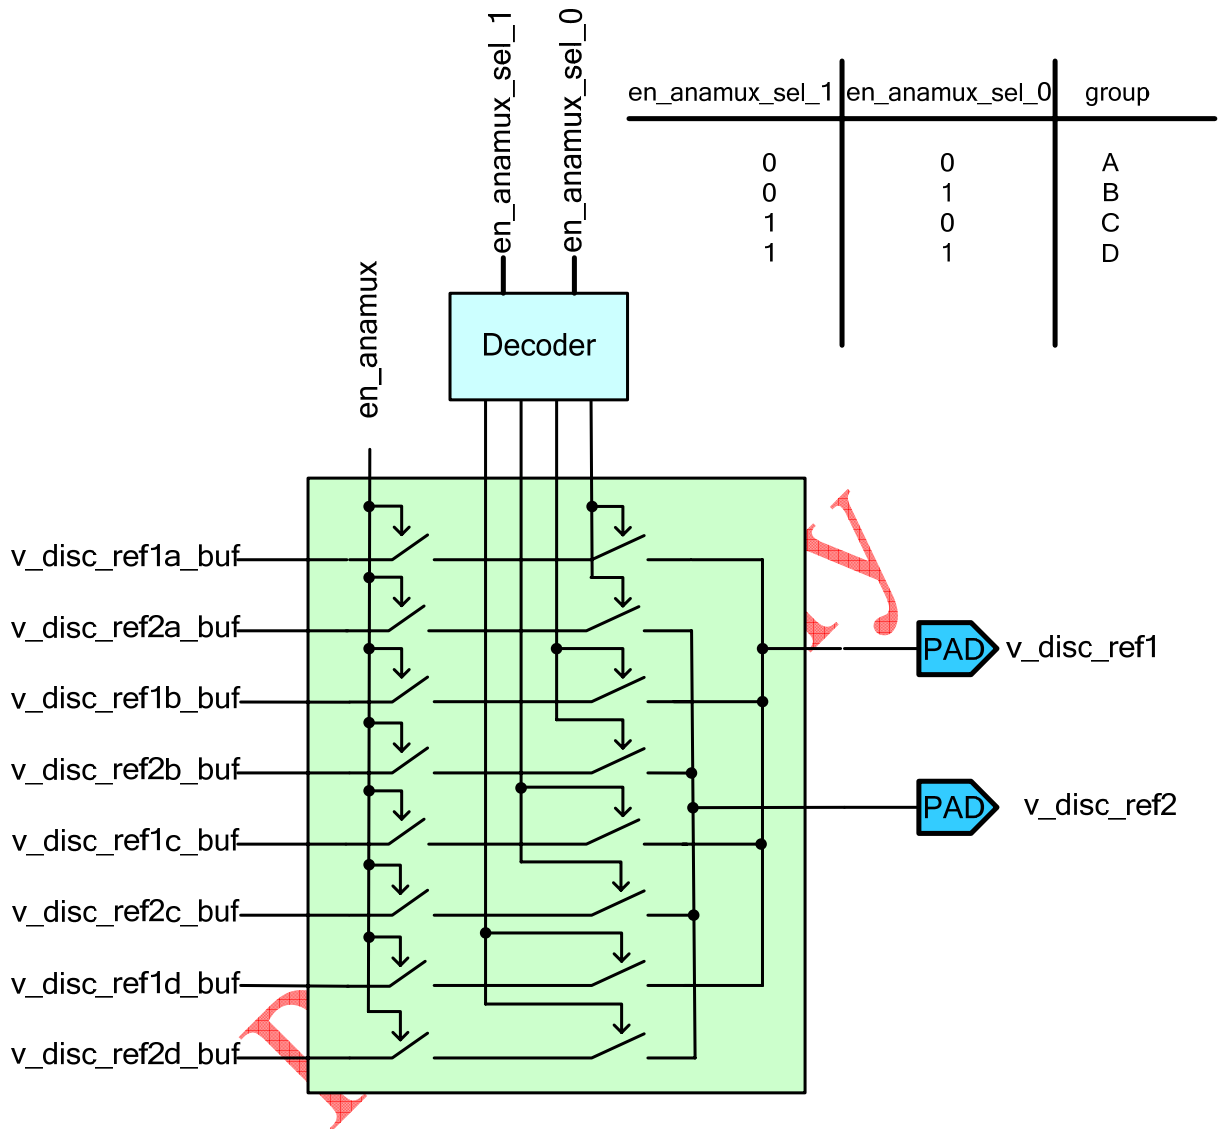 en_anamux_sel_1
en_anamux_sel_0
en_anamux_sel_1 en_anamux_sel_0 group
0 0 A
0 1 B
1 0 C
1 1 D
en_anamux
Decoder
v_disc_ref1a_buf
v_disc_ref2a_buf
v_disc_ref1b_buf
v_disc_ref2b_buf
v_disc_ref1c_buf
v_disc_ref2c_buf
v_disc_ref1d_buf
v_disc_ref2d_buf
PAD v_disc_ref1
PAD v_disc_ref2